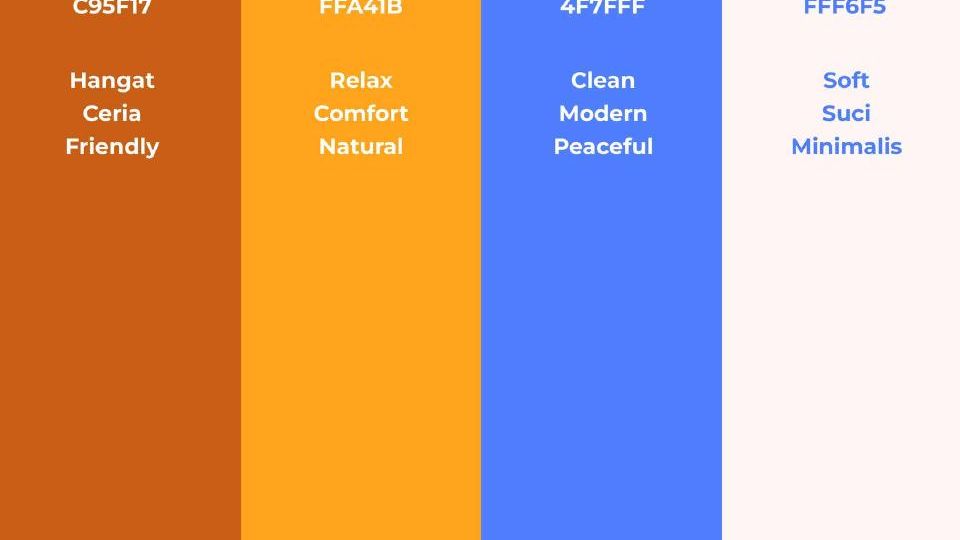 C95F17
FFA41B
4F7FFF
FFF6F5
Hangat
Ceria
Friendly
Relax
Comfort
Natural
Clean
Modern
Peaceful
Soft
Suci
Minimalis